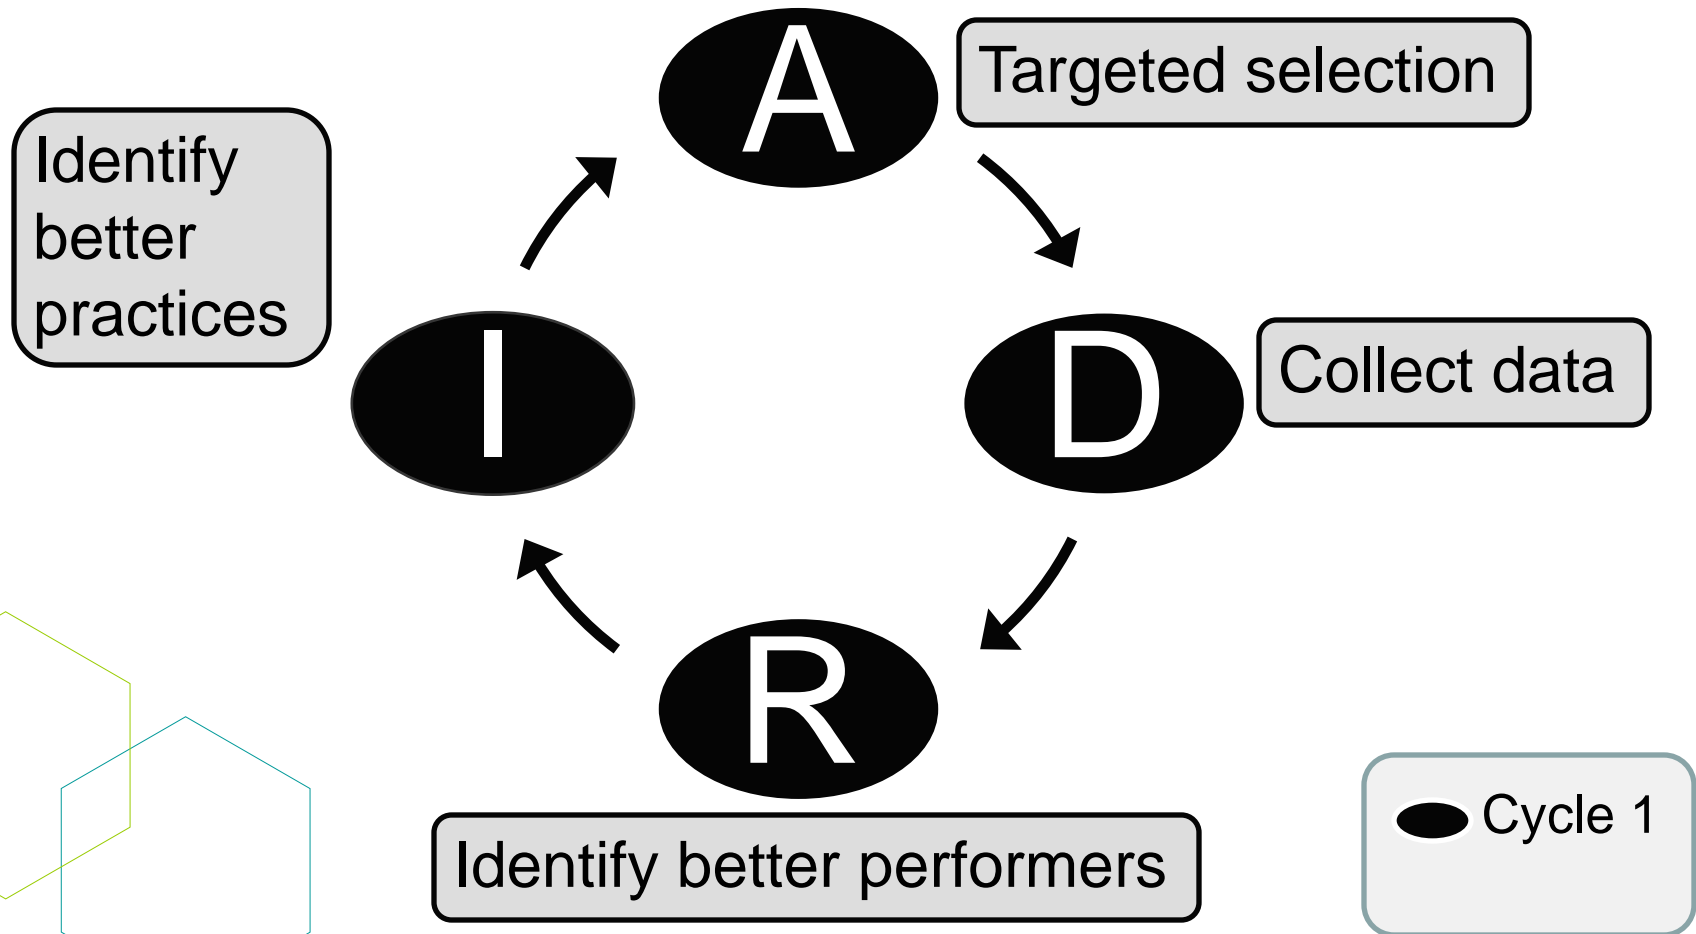 A
Targeted selection
Identify
better
practices
I
D
Collect data
R
Identify better performers
Cycle 1